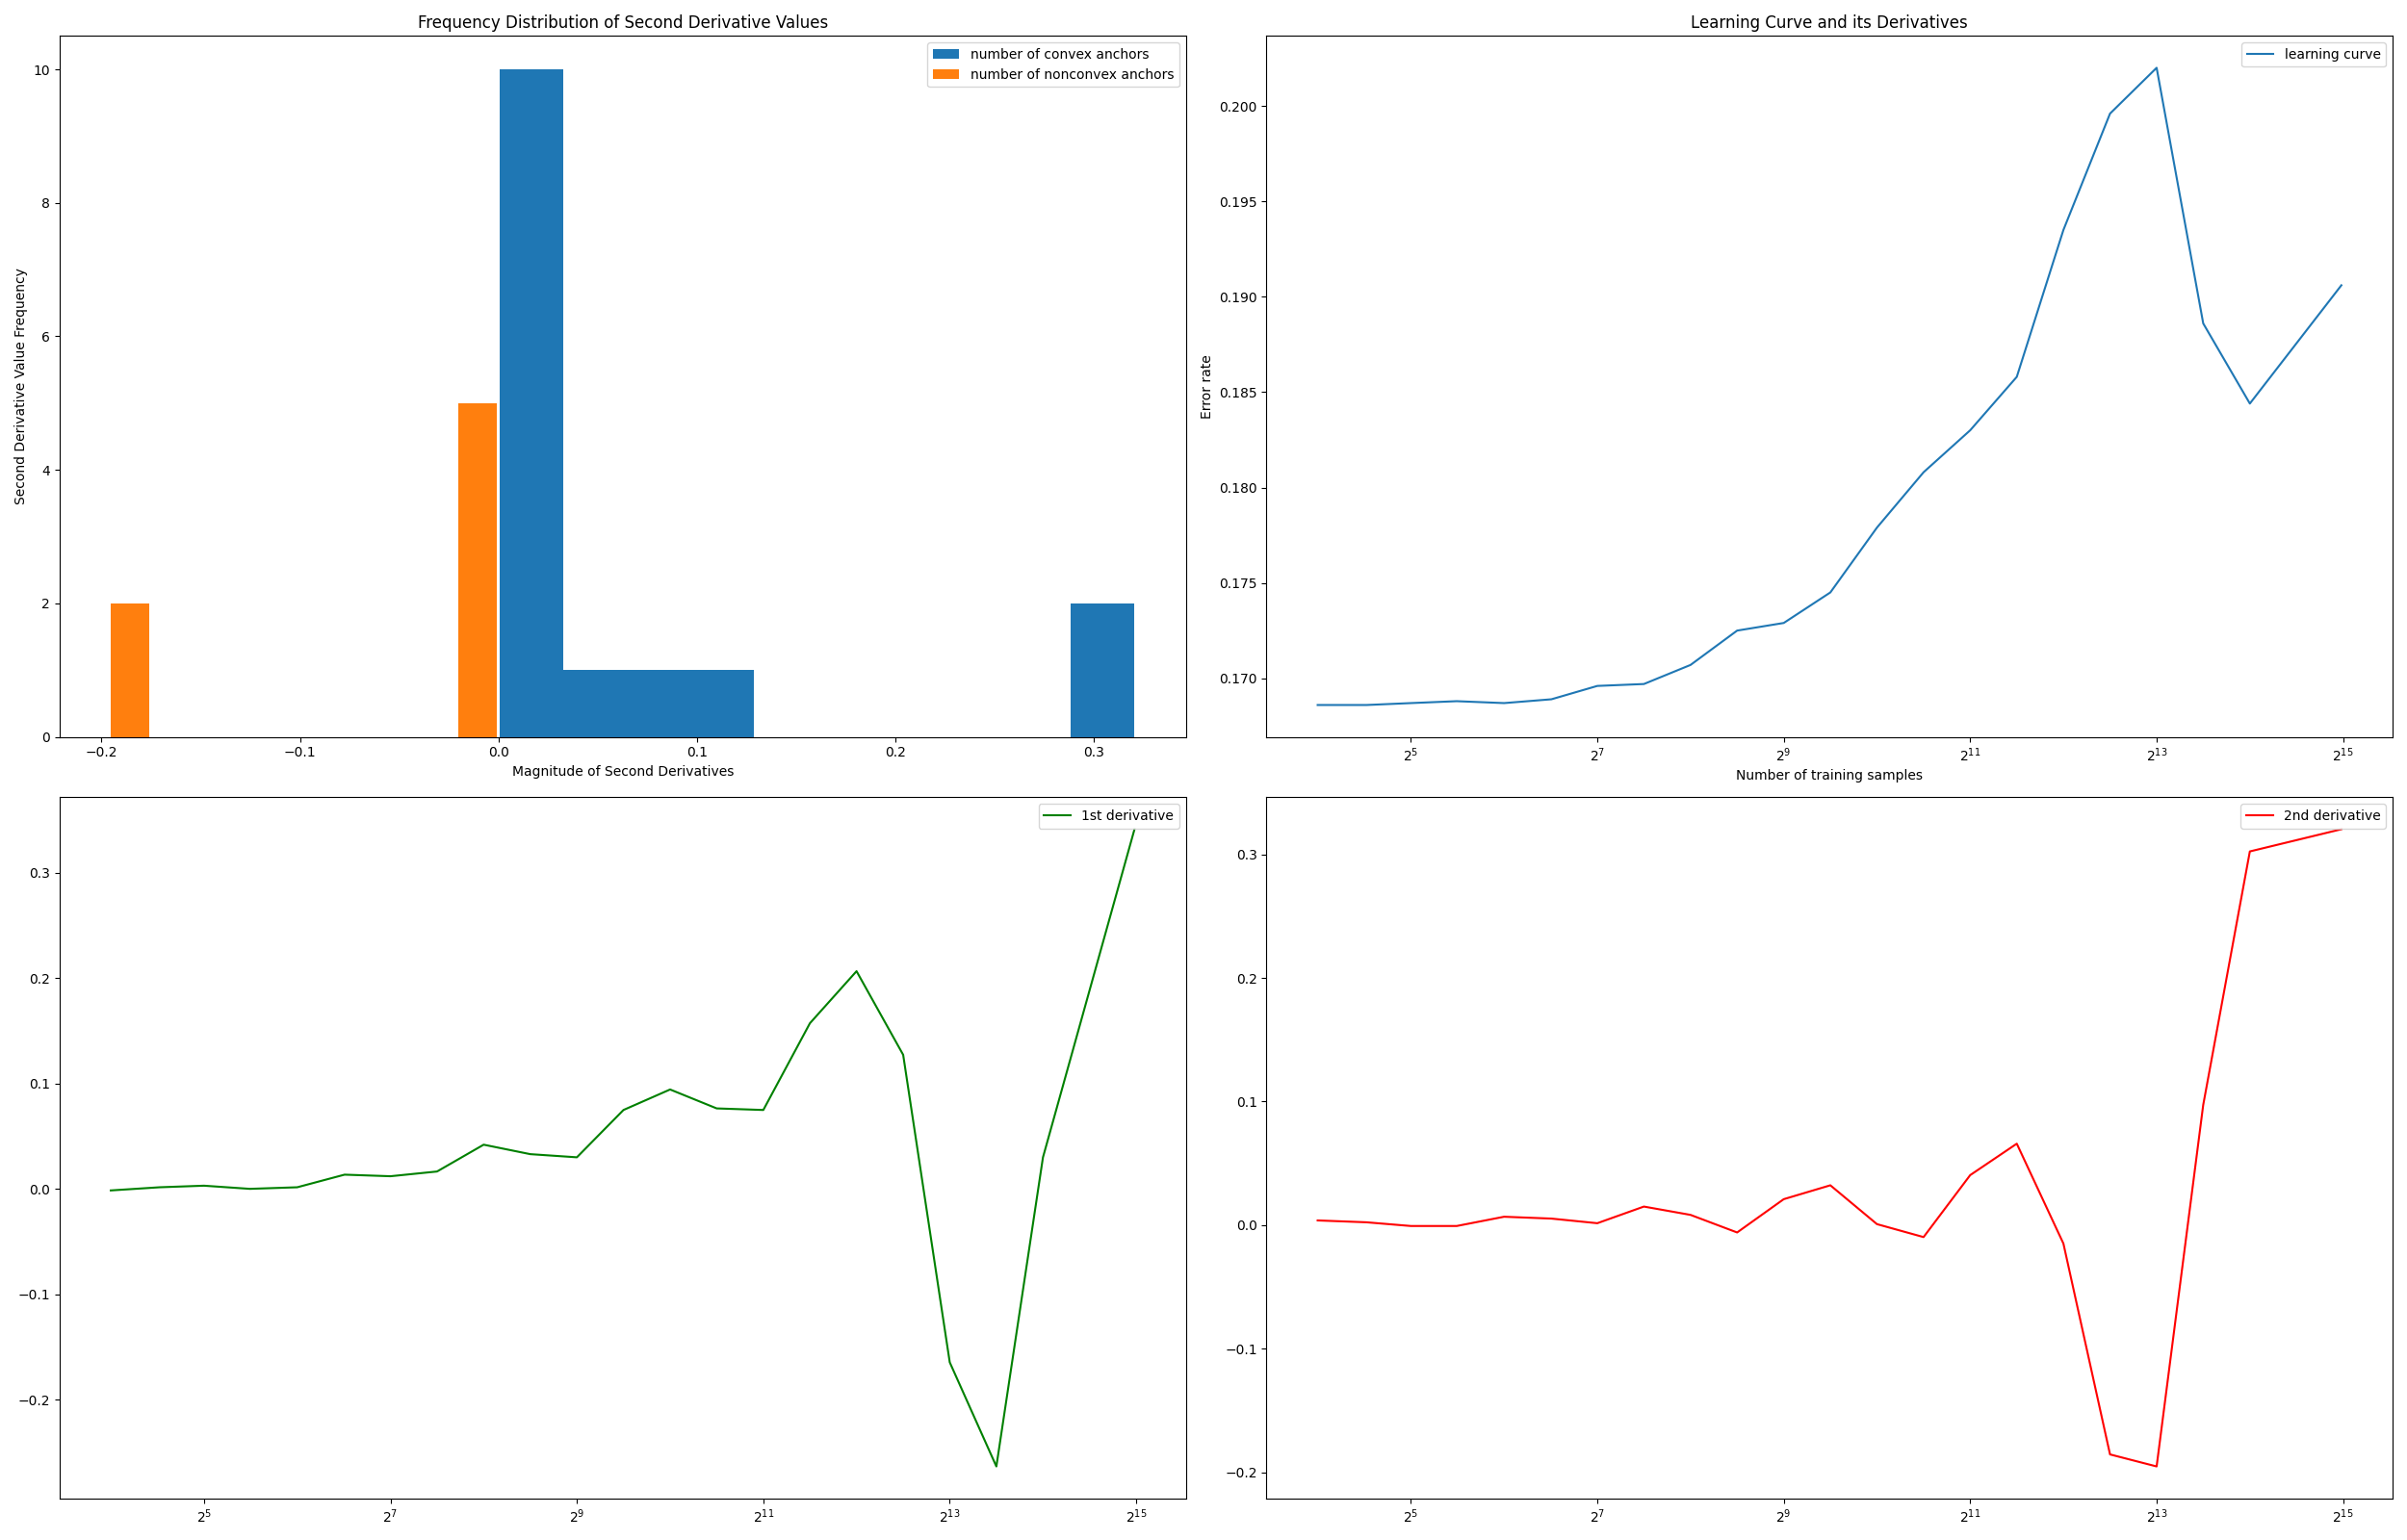 Frequency Distribution of Second Derivative Values
number of convex anchors
number of nonconvex anchors
10
8
6
4
2
0
Second Derivative Value Frequency
−0.2 −0.1 0.0 0.1 0.2 0.3
Magnitude of Second Derivatives
Learning Curve and its Derivatives
learning curve
0.200
0.195
0.190
0.185
0.180
0.175
0.170
Error rate
2^5 2^7 2^9 2^11 2^13 2^15
Number of training samples
1st derivative
0.3
0.2
0.1
0.0
−0.1
−0.2
2^5 2^7 2^9 2^11 2^13 2^15
2nd derivative
0.3
0.2
0.1
0.0
−0.1
−0.2
2^5 2^7 2^9 2^11 2^13 2^15